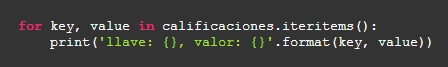 for key, value in calificaciones.iteritems():
    print('llave: {}, valor: {}'.format(key, value))